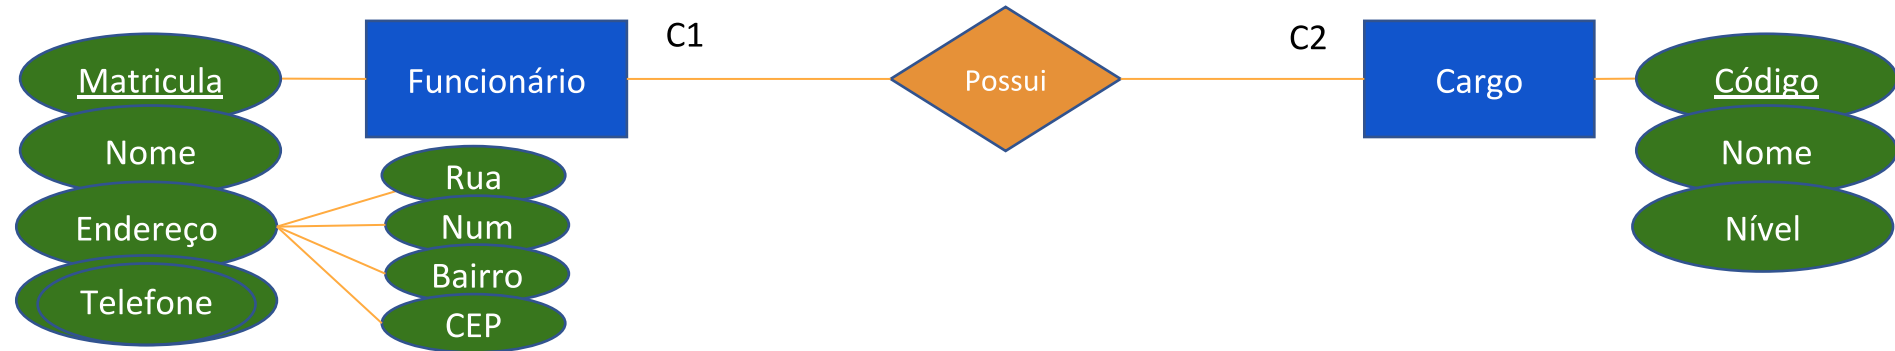 Matricula
Nome
Endereço
Telefone
Funcionário
Rua
Num
Bairro
CEP
C1
Possui
C2
Cargo
Código
Nome
Nível